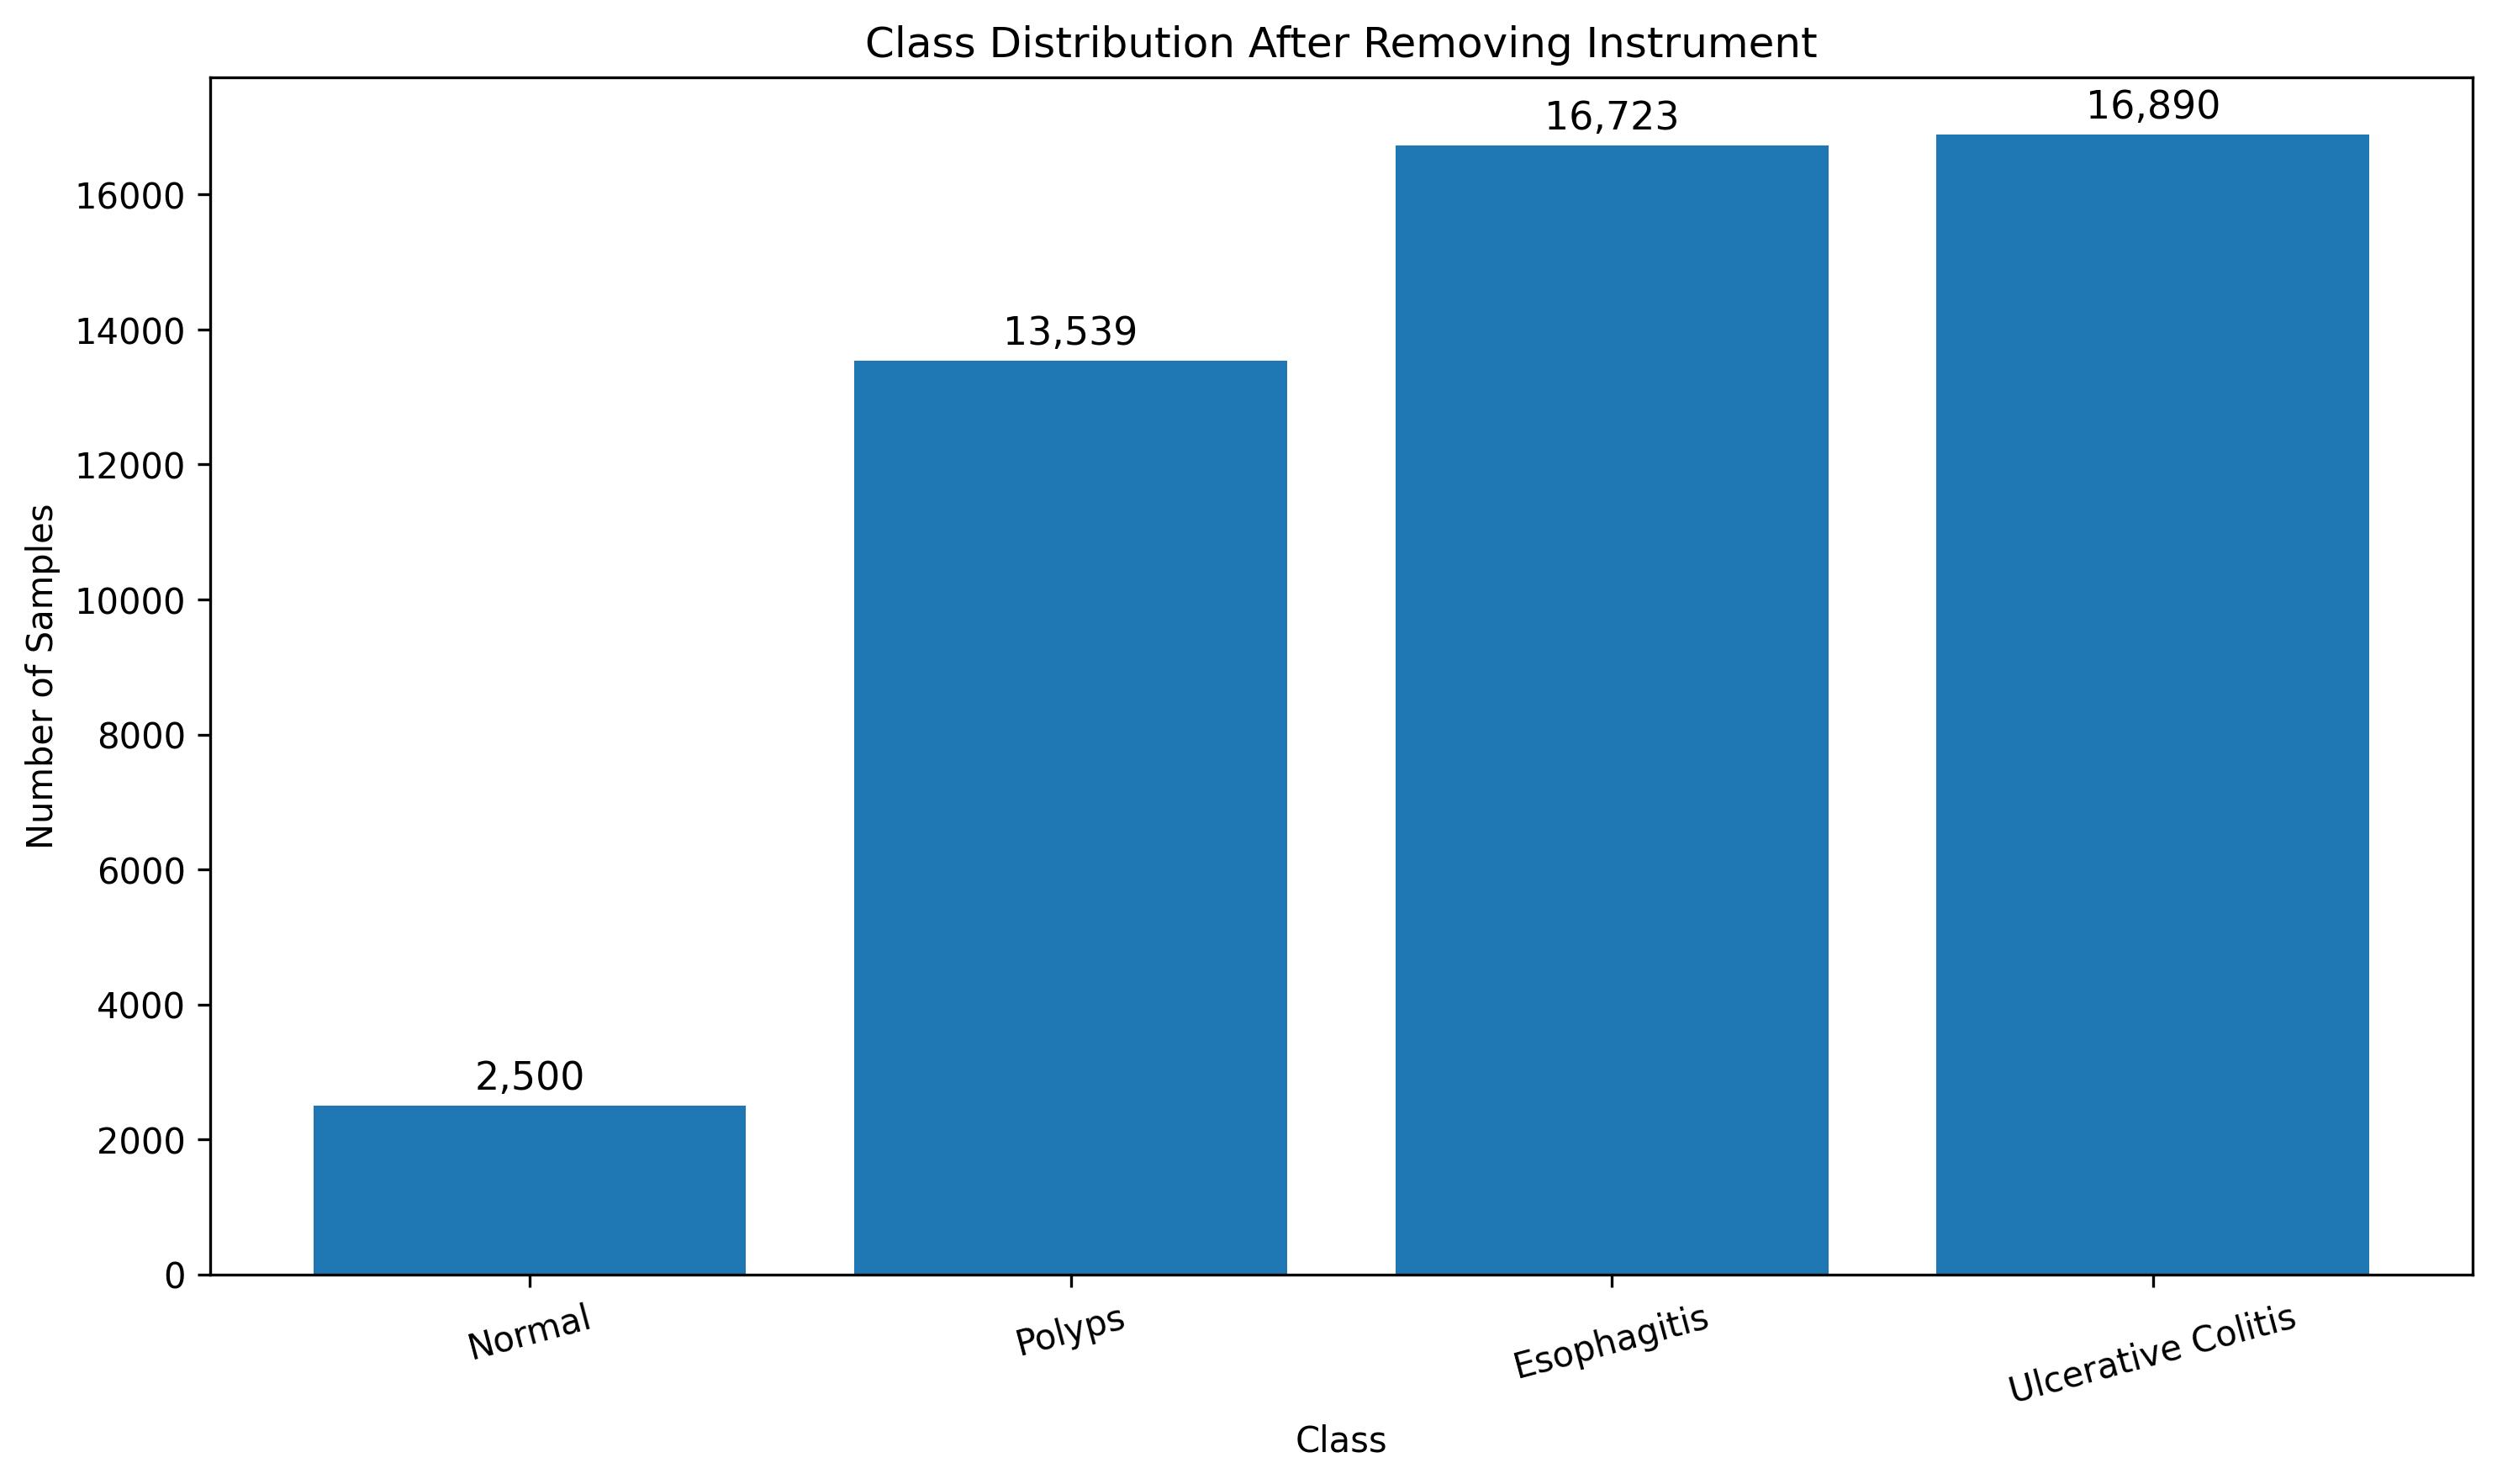 Class Distribution After Removing Instrument
16,890
16,723
16000
14000
13,539
12000
10000
Number of Samples
8000
6000
4000
2,500
2000
0
Normal
Polyps
Esophagitis
Ulcerative Colitis
Class